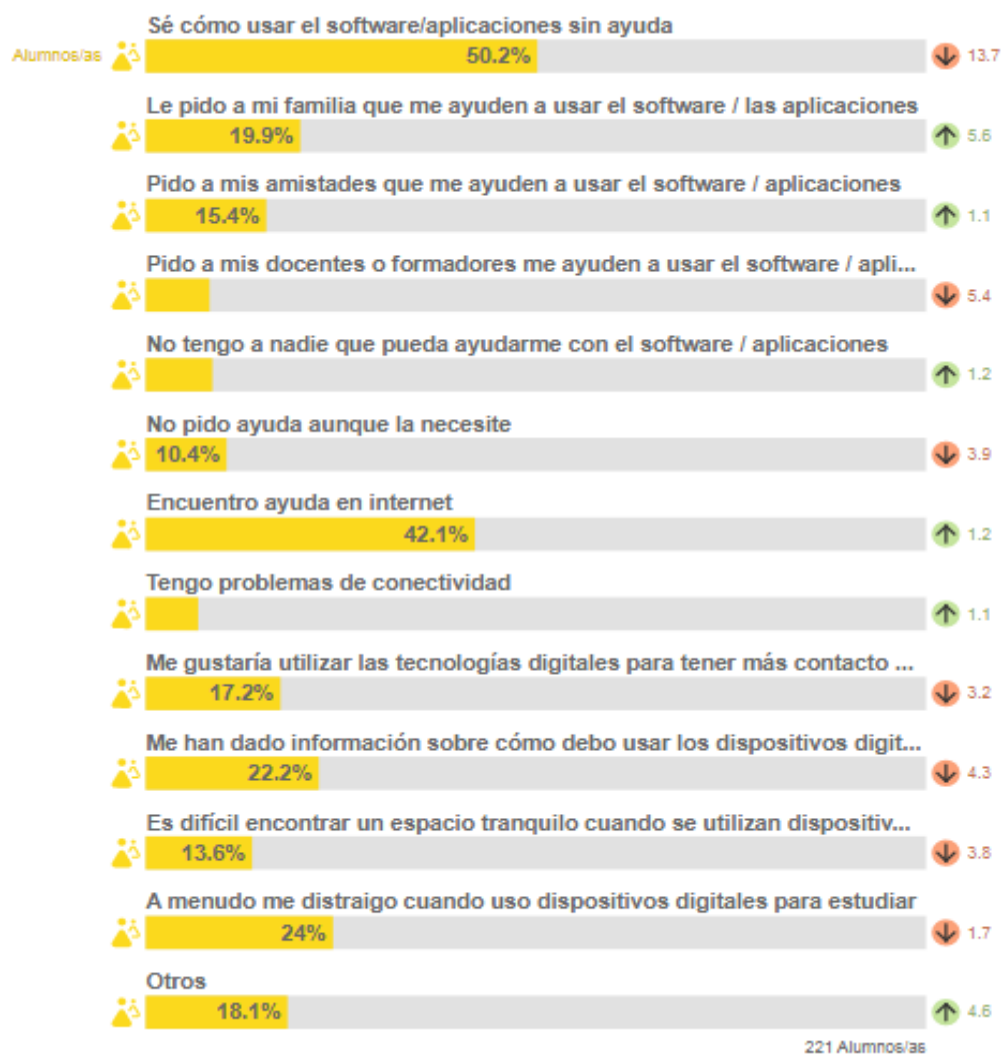 Sé cómo usar el software/aplicaciones sin ayuda
Alumnos/as 50.2% 13.7
Le pido a mi familia que me ayuden a usar el software / las aplicaciones
19.9% 5.6
Pido a mis amistades que me ayuden a usar el software / aplicaciones
15.4% 1.1
Pido a mis docentes o formadores me ayuden a usar el software / apli...
5.4
No tengo a nadie que pueda ayudarme con el software / aplicaciones
1.2
No pido ayuda aunque la necesite
10.4% 3.9
Encuentro ayuda en internet
42.1% 1.2
Tengo problemas de conectividad
1.1
Me gustaría utilizar las tecnologías digitales para tener más contacto ...
17.2% 3.2
Me han dado información sobre cómo debo usar los dispositivos digit...
22.2% 4.3
Es difícil encontrar un espacio tranquilo cuando se utilizan dispositiv...
13.6% 3.8
A menudo me distraigo cuando uso dispositivos digitales para estudiar
24% 1.7
Otros
18.1% 4.6
221 Alumnos/as